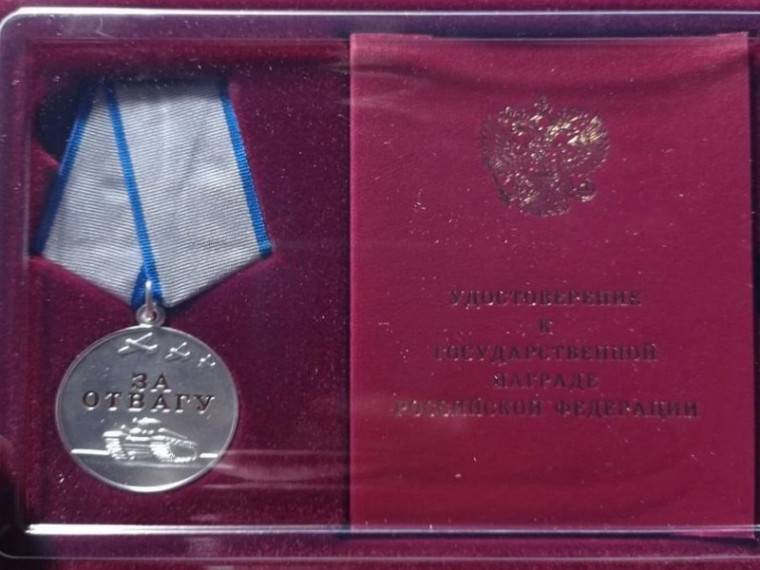 ЗА
ОТВАГУ
УДОСТОВЕРЕНИЕ
К
ГОСУДАРСТВЕННОЙ
НАГРАДЕ
РОССИЙСКОЙ ФЕДЕРАЦИИ